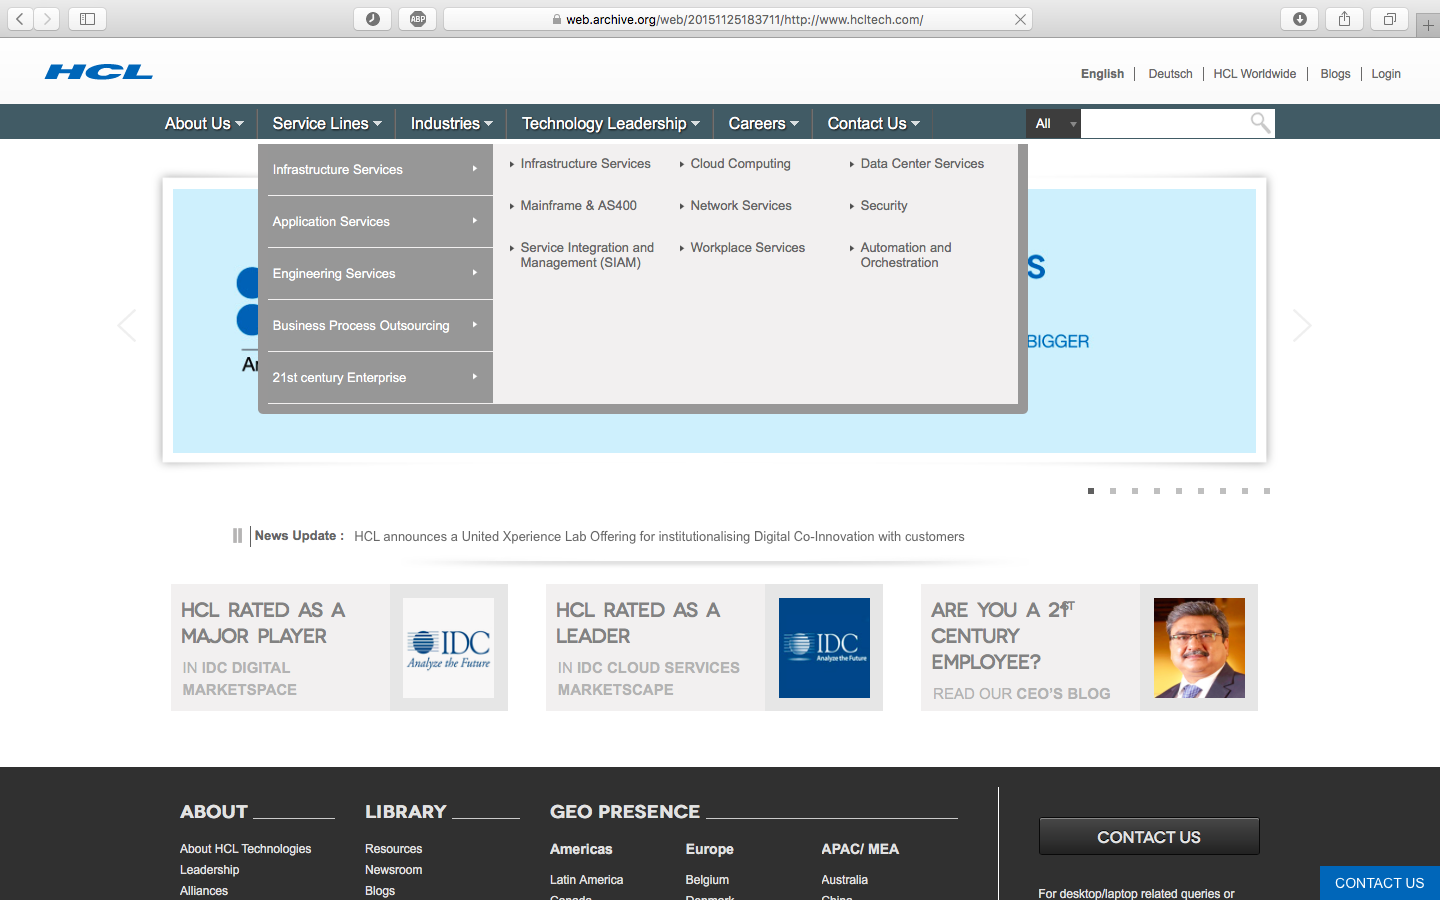 ABP
web.archive.org/web/20151125183711/http://www.hcltech.com/
HCL
English
Deutsch
HCL Worldwide
Blogs
Login
About Us
Service Lines
Industries
Technology Leadership
Careers
Contact Us
All
Infrastructure Services
Application Services
Engineering Services
Business Process Outsourcing
21st century Enterprise
Infrastructure Services
Cloud Computing
Data Center Services
Mainframe & AS400
Network Services
Security
Service Integration and
Management (SIAM)
Workplace Services
Automation and
Orchestration
S
BIGGER
News Update :
HCL announces a United Xperience Lab Offering for institutionalising Digital Co-Innovation with customers
HCL RATED AS A
MAJOR PLAYER
IN IDC DIGITAL
MARKETSPACE
IDC
Analyze the Future
HCL RATED AS A
LEADER
IN IDC CLOUD SERVICES
MARKETSCAPE
IDC
Analyze the Future
ARE YOU A 21ST
CENTURY
EMPLOYEE?
READ OUR CEO'S BLOG
ABOUT
About HCL Technologies
Leadership
Alliances
LIBRARY
Resources
Newsroom
Blogs
GEO PRESENCE
Americas
Latin America
Canada
Europe
Belgium
Denmark
APAC/ MEA
Australia
China
CONTACT US
For desktop/laptop related queries or
CONTACT US